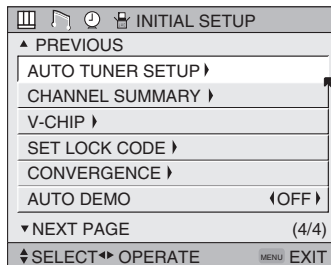 INITIAL SETUP
▲ PREVIOUS
AUTO TUNER SETUP
CHANNEL SUMMARY
V-CHIP
SET LOCK CODE
CONVERGENCE
AUTO DEMO (OFF)
▼NEXT PAGE (4/4)
SELECT OPERATE MENU EXIT